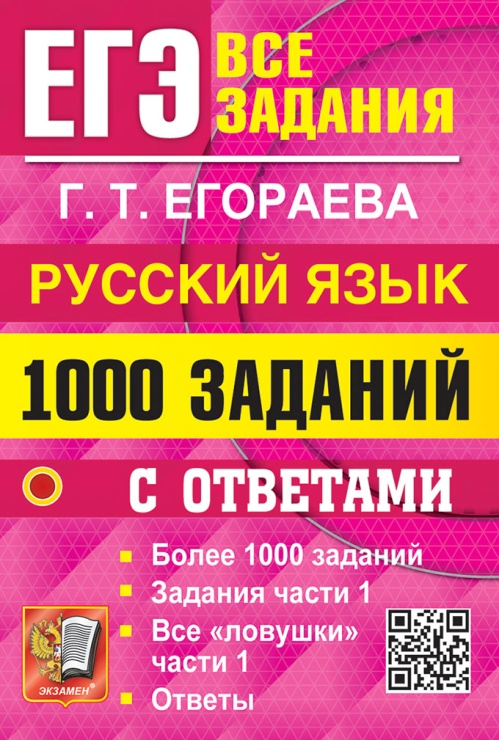 ЕГЭ
ВСЕ
ЗАДАНИЯ
Г. Т. ЕГОРАЕВА
РУССКИЙ ЯЗЫК
1000 ЗАДАНИЙ
С ОТВЕТАМИ
Более 1000 заданий
Задания части 1
Все «ловушки»
части 1
Ответы
ЭКЗАМЕН®